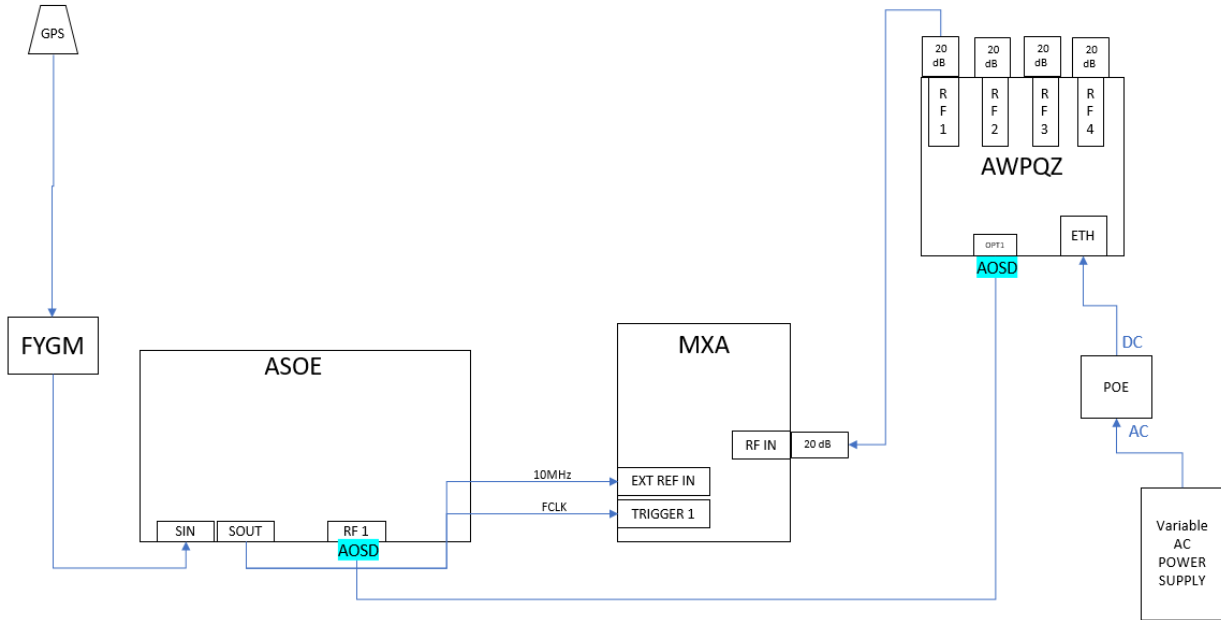 GPS
20
dB
20
dB
20
dB
20
dB
R
F
1
R
F
2
R
F
3
R
F
4
AWPQZ
OPT1
ETH
AOSD
FYGM
ASOE
MXA
DC
POE
AC
RF IN
20 dB
10MHz
EXT REF IN
FCLK
TRIGGER 1
SIN
SOUT
RF 1
AOSD
Variable
AC
POWER
SUPPLY